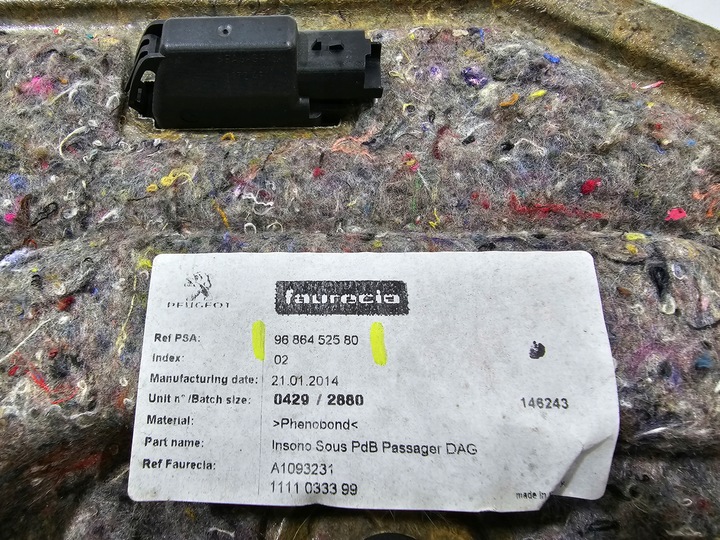 PEUGEOT
faurecia
Ref PSA: 96 864 525 80
Index: 02
Manufacturing date: 21.01.2014
Unit n° /Batch size: 0429 / 2880
146243
Material: >Phenobond<
Part name: Insono Sous PdB Passager DAG
Ref Faurecia: A1093231
1111 0333 99
made in